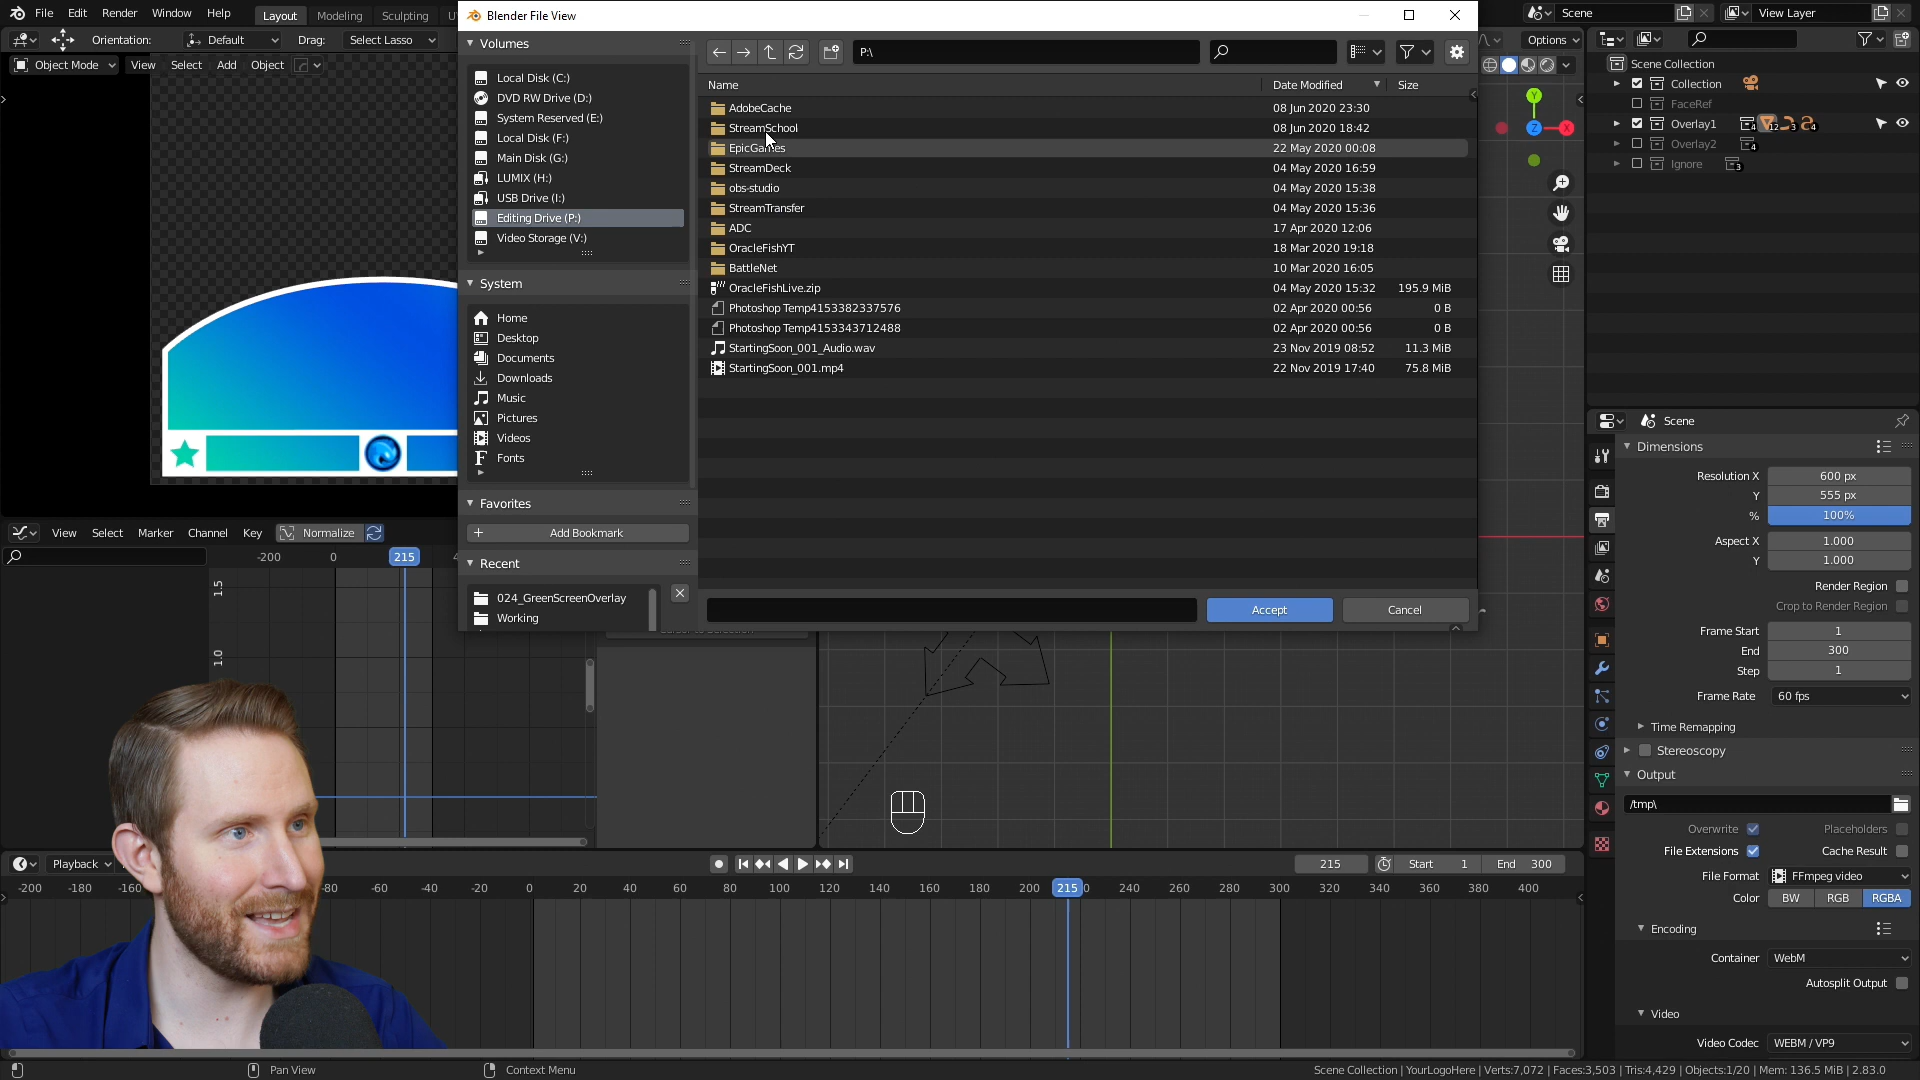 File Edit Render Window Help Layout Modeling Sculpting
Blender File View
Scene
View Layer
Orientation: Default Drag: Select Lasso
Options
Object Mode View Select Add Object
Volumes
Local Disk (C:)
DVD RW Drive (D:)
System Reserved (E:)
Local Disk (F:)
Main Disk (G:)
LUMIX (H:)
USB Drive (I:)
Editing Drive (P:)
Video Storage (V:)
System
Home
Desktop
Documents
Downloads
Music
Pictures
Videos
Fonts
Favorites
Add Bookmark
Recent
024_GreenScreenOverlay
Working
P:\
Name Date Modified Size
AdobeCache 08 Jun 2020 23:30
StreamSchool 08 Jun 2020 18:42
EpicGames 22 May 2020 00:08
StreamDeck 04 May 2020 16:59
obs-studio 04 May 2020 15:38
StreamTransfer 04 May 2020 15:36
ADC 17 Apr 2020 12:06
OracleFishYT 18 Mar 2020 19:18
BattleNet 10 Mar 2020 16:05
OracleFishLive.zip 04 May 2020 15:32 195.9 MiB
Photoshop Temp4153382337576 02 Apr 2020 00:56 0 B
Photoshop Temp4153343712488 02 Apr 2020 00:56 0 B
StartingSoon_001_Audio.wav 23 Nov 2019 08:52 11.3 MiB
StartingSoon_001.mp4 22 Nov 2019 17:40 75.8 MiB
Accept Cancel
Y
Z
X
Scene Collection
Collection
FaceRef
Overlay1 4 12 3 4
Overlay2 4
Ignore 3
Scene
Dimensions
Resolution X 600 px
Y 555 px
% 100%
Aspect X 1.000
Y 1.000
Render Region
Crop to Render Region
Frame Start 1
End 300
Step 1
Frame Rate 60 fps
Time Remapping
Stereoscopy
Output
/tmp\
Overwrite Placeholders
File Extensions Cache Result
File Format FFmpeg video
Color BW RGB RGBA
Encoding
Container WebM
Autosplit Output
Video
Video Codec WEBM / VP9
View Select Marker Channel Key Normalize
-200 0 215
1.5
1.0
Playback 215 Start 1 End 300
-200 -180 -160 -80 -60 -40 -20 0 20 40 60 80 100 120 140 160 180 200 215 240 260 280 300 320 340 360 380 400
Pan View Context Menu
Scene Collection | YourLogoHere | Verts:7,072 | Faces:3,503 | Tris:4,429 | Objects:1/20 | Mem: 136.5 MiB | 2.83.0